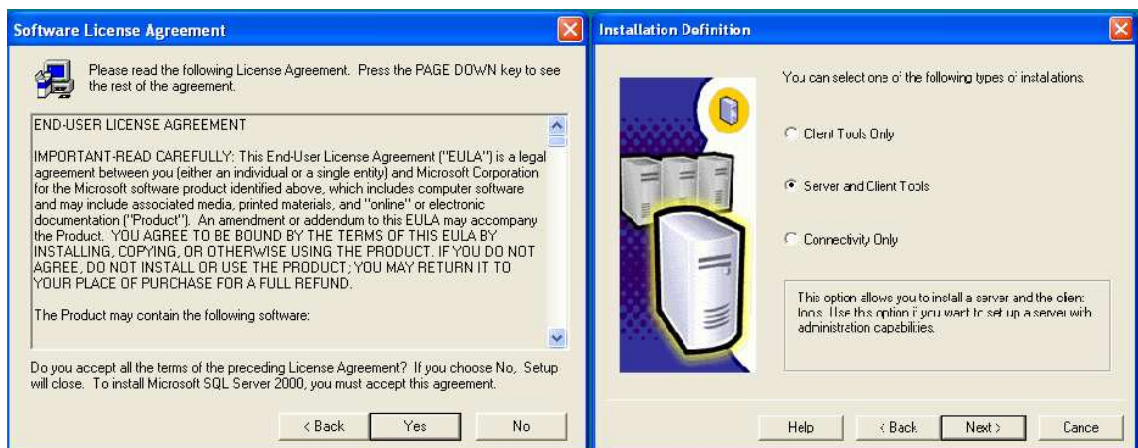 Software License Agreement
Please read the following License Agreement. Press the PAGE DOWN key to see
the rest of the agreement.
END-USER LICENSE AGREEMENT
IMPORTANT-READ CAREFULLY: This End-User License Agreement ("EULA") is a legal
agreement between you (either an individual or a single entity) and Microsoft Corporation
for the Microsoft software product identified above, which includes computer software
and may include associated media, printed materials, and "online" or electronic
documentation ("Product"). An amendment or addendum to this EULA may accompany
the Product. YOU AGREE TO BE BOUND BY THE TERMS OF THIS EULA BY
INSTALLING, COPYING, OR OTHERWISE USING THE PRODUCT. IF YOU DO NOT
AGREE, DO NOT INSTALL OR USE THE PRODUCT; YOU MAY RETURN IT TO
YOUR PLACE OF PURCHASE FOR A FULL REFUND.
The Product may contain the following software:
Do you accept all the terms of the preceding License Agreement? If you choose No, Setup
will close. To install Microsoft SQL Server 2000, you must accept this agreement.
< Back
Yes
No
Installation Definition
You can select one of the following types of installations.
Client Tools Only
Server and Client Tools
Connectivity Only
This option allows you to install a server and the client
tools. Use this option if you want to set up a server with
administration capabilities.
Help
< Back
Next >
Cancel